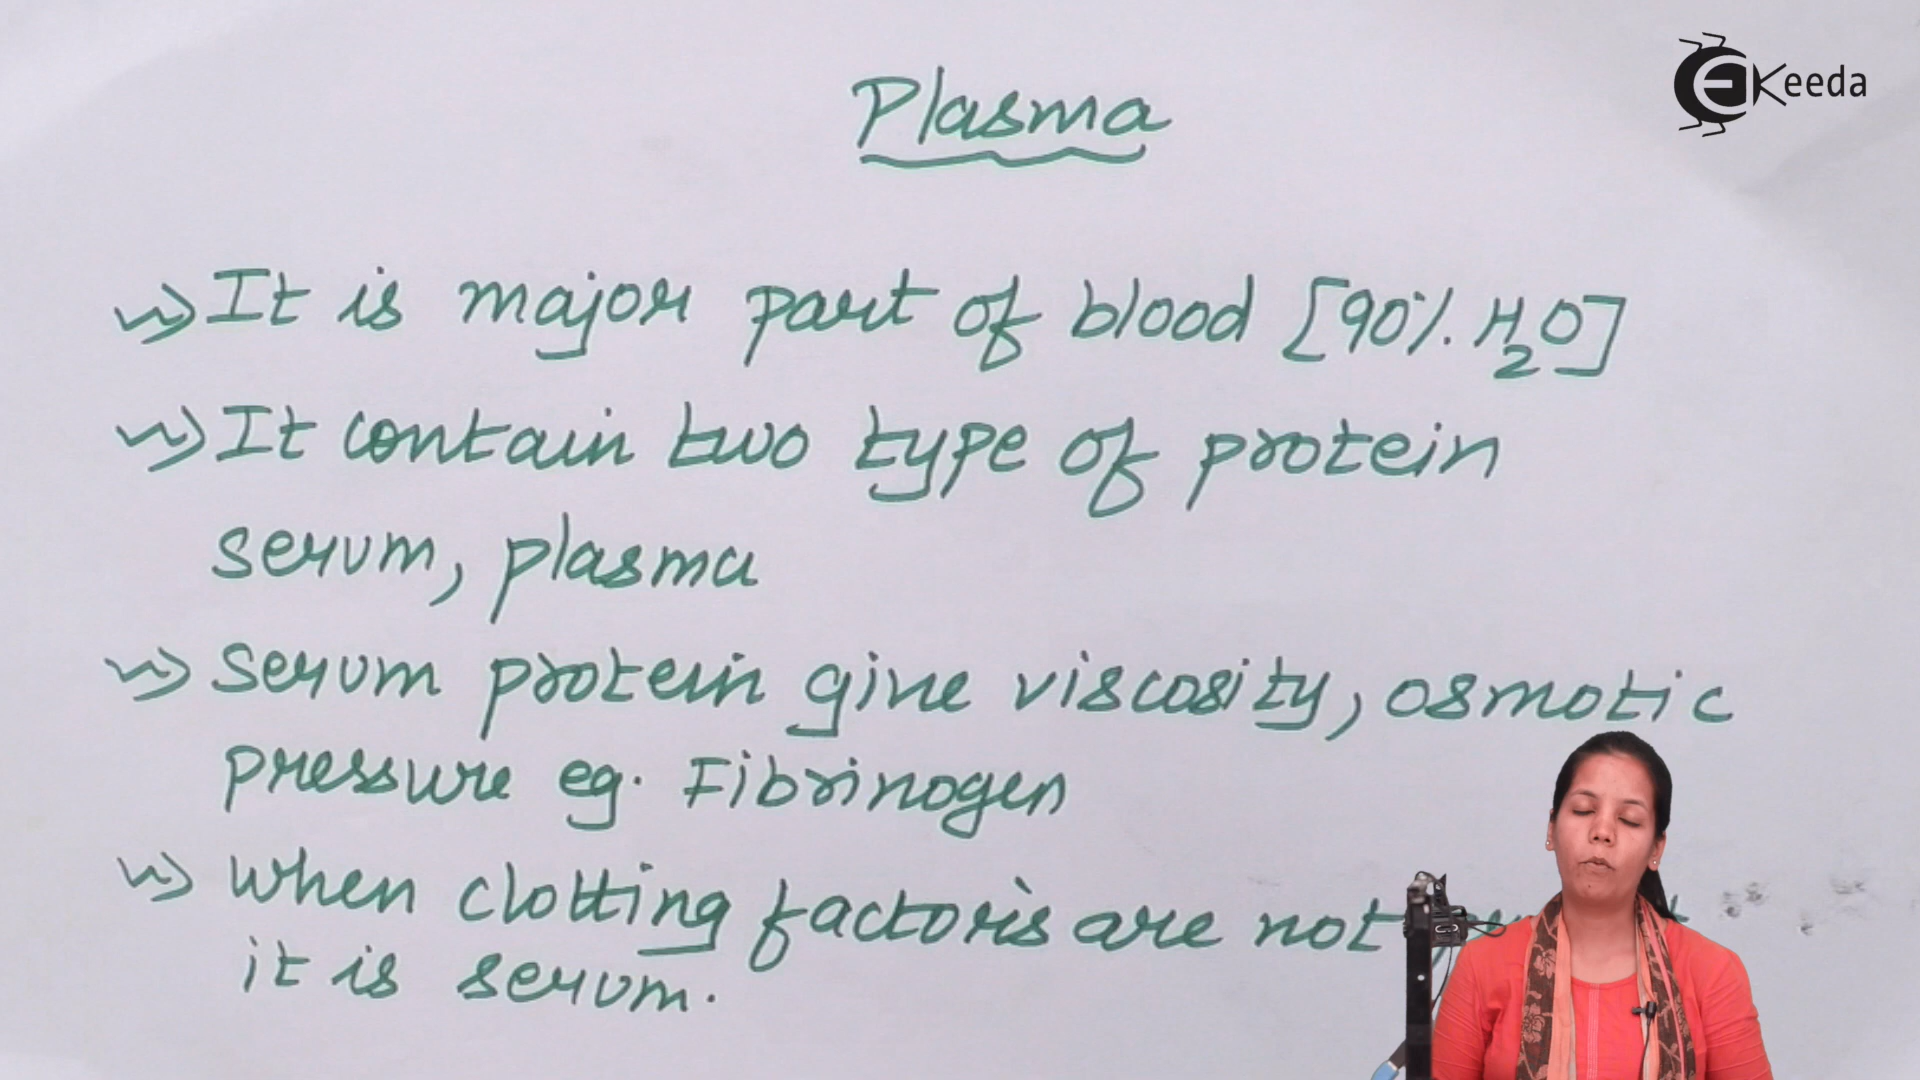 Plasma
EKeeda
It is major part of blood [90% H₂O]
It contain two type of protein
serum, plasma
serum protein give viscosity, osmotic
pressure eg. Fibrinogen
when clotting factors are not
it is serum.